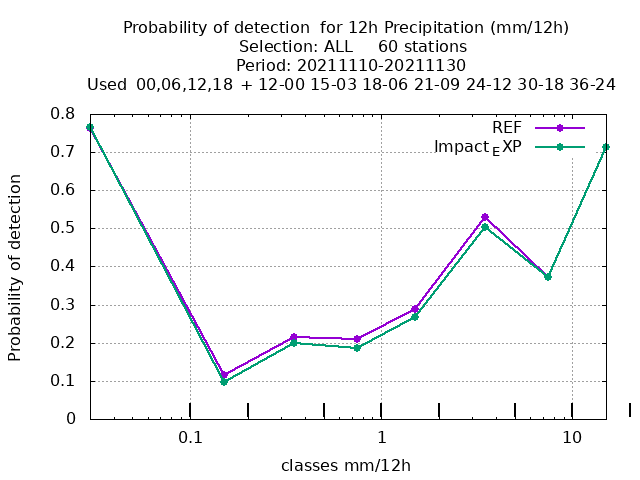 Probability of detection  for 12h Precipitation (mm/12h)
Selection: ALL     60 stations
Period: 20211110-20211130
Used  00,06,12,18  + 12-00 15-03 18-06 21-09 24-12 30-18 36-24
REF
Impact_EXP
0.8
0.7
0.6
0.5
0.4
0.3
0.2
0.1
0
Probability of detection
0.1 1 10
classes mm/12h